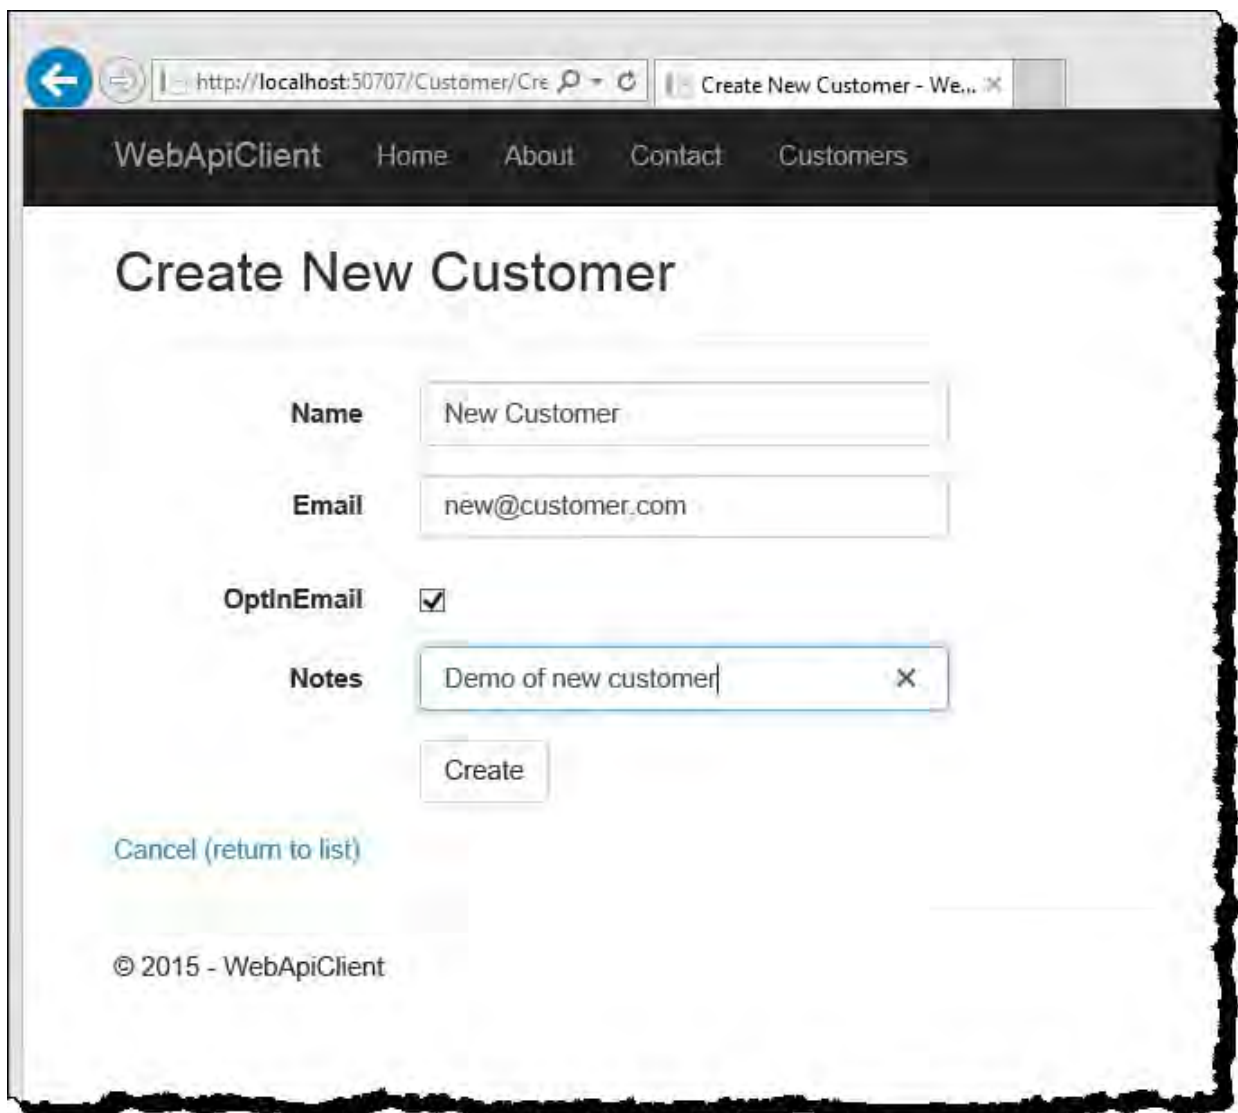 http://localhost:50707/Customer/Cre
Create New Customer - We...
WebApiClient Home About Contact Customers
Create New Customer
Name New Customer
Email new@customer.com
OptInEmail
Notes Demo of new customer
Create
Cancel (return to list)
© 2015 - WebApiClient